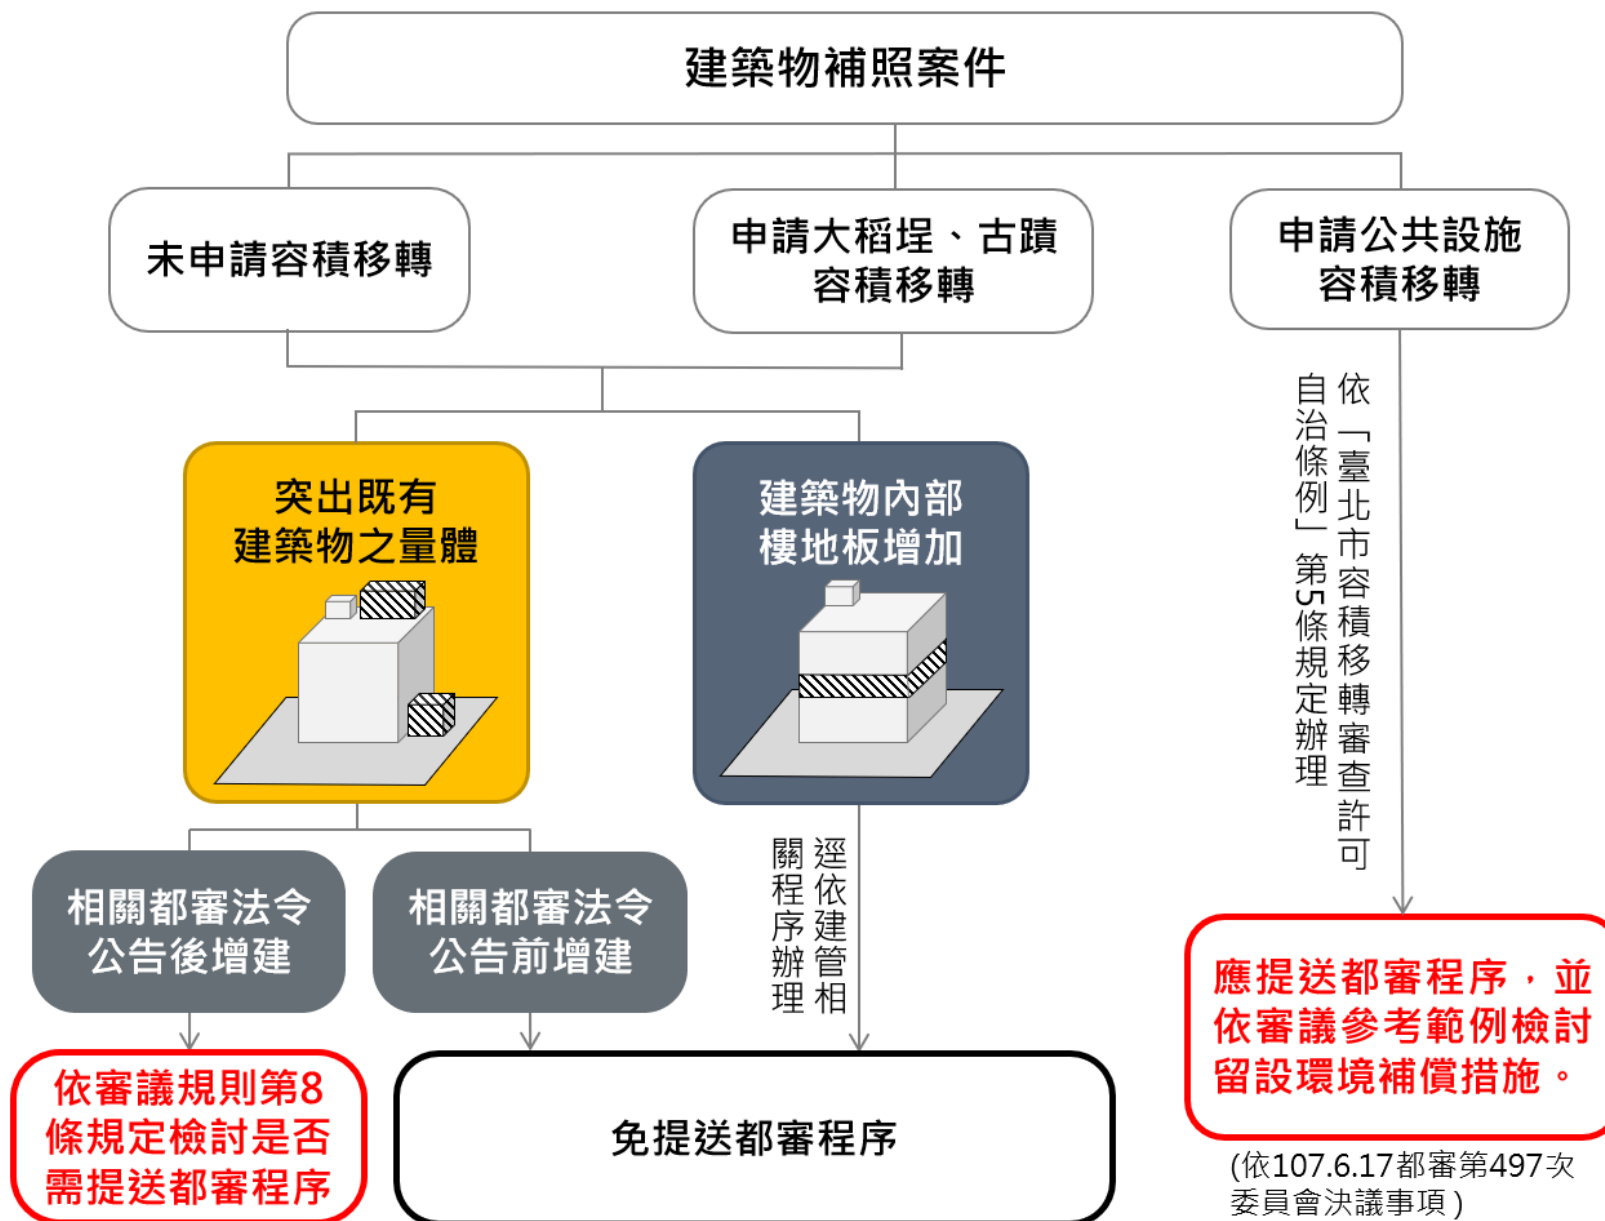 建築物補照案件
未申請容積移轉
申請大稻埕、古蹟
容積移轉
申請公共設施
容積移轉
突出既有
建築物之量體
建築物內部
樓地板增加
依「臺北市容積移轉審查許可
自治條例」第5條規定辦理
相關都審法令
公告後增建
相關都審法令
公告前增建
逕依建管相
關程序辦理
依審議規則第8
條規定檢討是否
需提送都審程序
免提送都審程序
應提送都審程序，並
依審議參考範例檢討
留設環境補償措施。
(依107.6.17都審第497次
委員會決議事項)